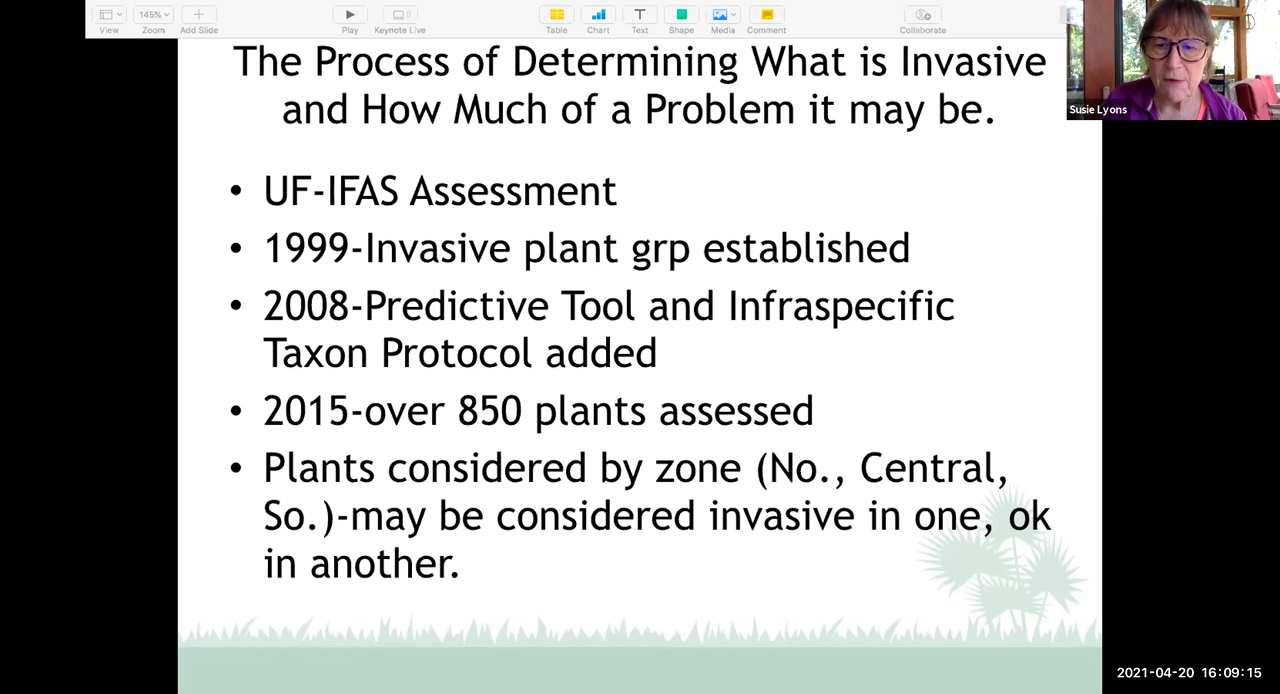 145%
View
Zoom
Add Slide
Play
Keynote Live
Table
Chart
Text
Shape
Media
Comment
Collaborate
The Process of Determining What is Invasive
and How Much of a Problem it may be.
Susie Lyons
• UF-IFAS Assessment
• 1999-Invasive plant grp established
• 2008-Predictive Tool and Infraspecific
Taxon Protocol added
• 2015-over 850 plants assessed
• Plants considered by zone (No., Central,
So.)-may be considered invasive in one, ok
in another.
2021-04-20 16:09:15